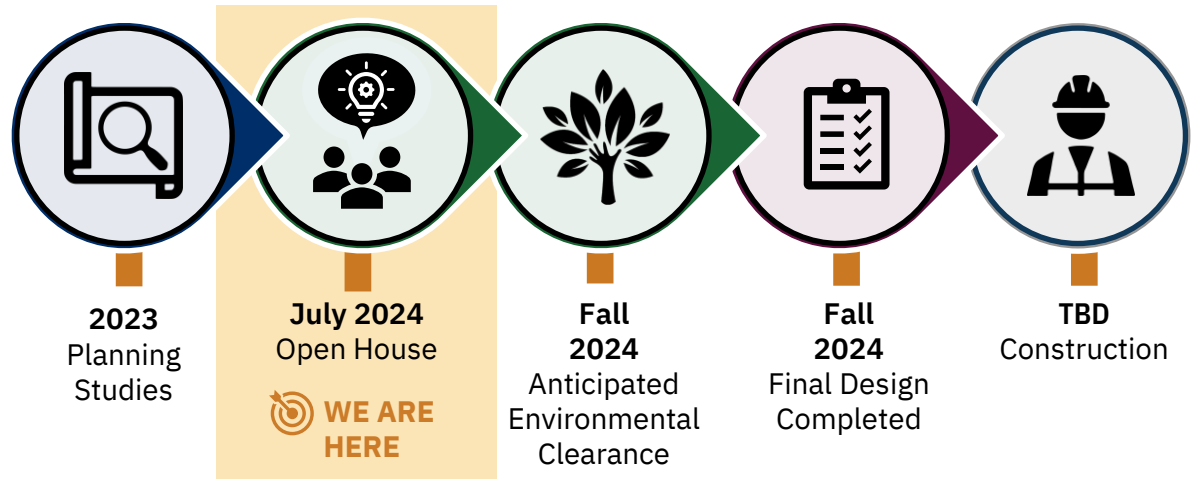 2023
Planning
Studies
July 2024
Open House
WE ARE
HERE
Fall
2024
Anticipated
Environmental
Clearance
Fall
2024
Final Design
Completed
TBD
Construction